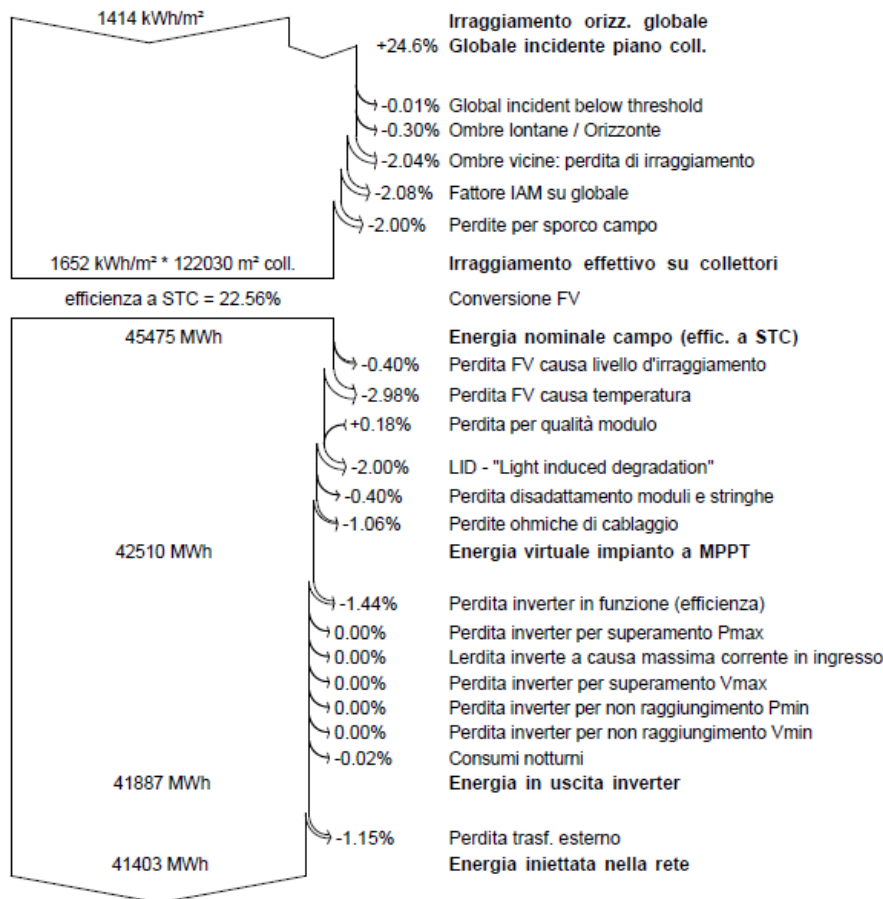 1414 kWh/m² Irraggiamento orizz. globale
+24.6% Globale incidente piano coll.
-0.01% Global incident below threshold
-0.30% Ombre lontane / Orizzonte
-2.04% Ombre vicine: perdita di irraggiamento
-2.08% Fattore IAM su globale
-2.00% Perdite per sporco campo
1652 kWh/m² * 122030 m² coll. Irraggiamento effettivo su collettori
efficienza a STC = 22.56% Conversione FV
45475 MWh Energia nominale campo (effic. a STC)
-0.40% Perdita FV causa livello d'irraggiamento
-2.98% Perdita FV causa temperatura
+0.18% Perdita per qualità modulo
-2.00% LID - "Light induced degradation"
-0.40% Perdita disadattamento moduli e stringhe
-1.06% Perdite ohmiche di cablaggio
42510 MWh Energia virtuale impianto a MPPT
-1.44% Perdita inverter in funzione (efficienza)
0.00% Perdita inverter per superamento Pmax
0.00% Lerdita inverte a causa massima corrente in ingresso
0.00% Perdita inverter per superamento Vmax
0.00% Perdita inverter per non raggiungimento Pmin
0.00% Perdita inverter per non raggiungimento Vmin
-0.02% Consumi notturni
41887 MWh Energia in uscita inverter
-1.15% Perdita trasf. esterno
41403 MWh Energia iniettata nella rete